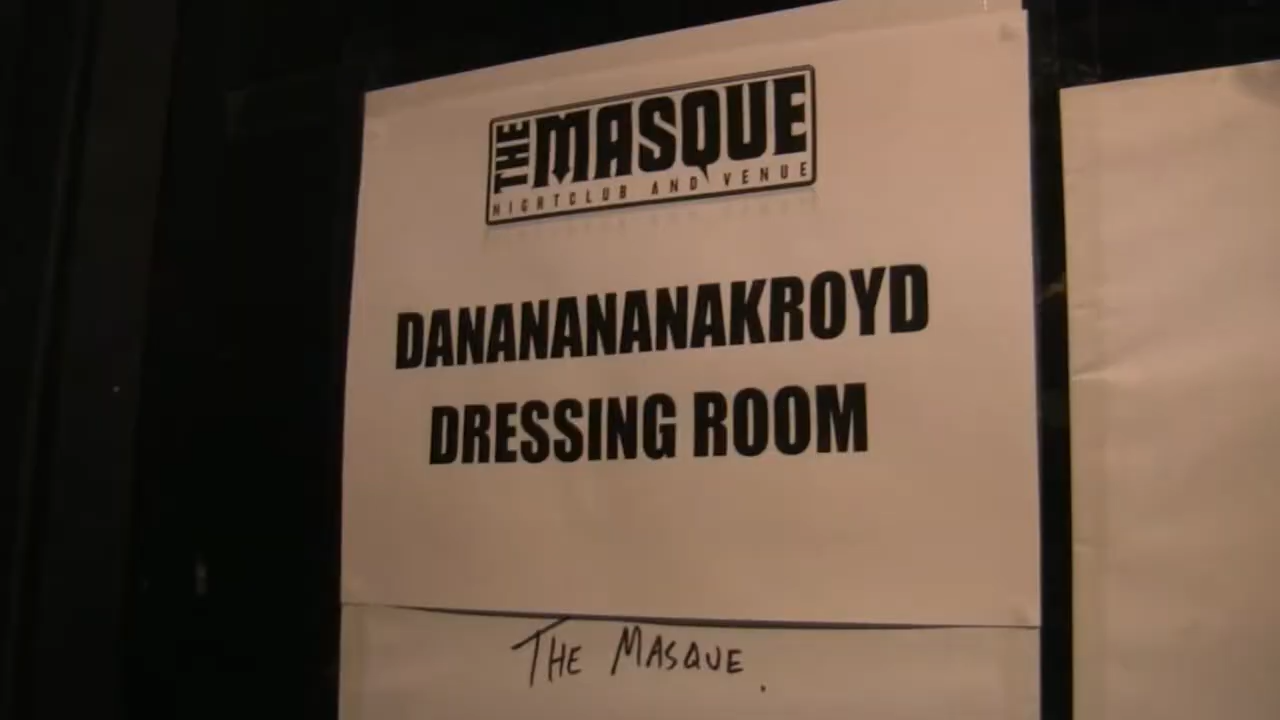 THE MASQUE
NIGHTCLUB AND VENUE
DANANANANAKROYD
DRESSING ROOM
THE MASQUE.